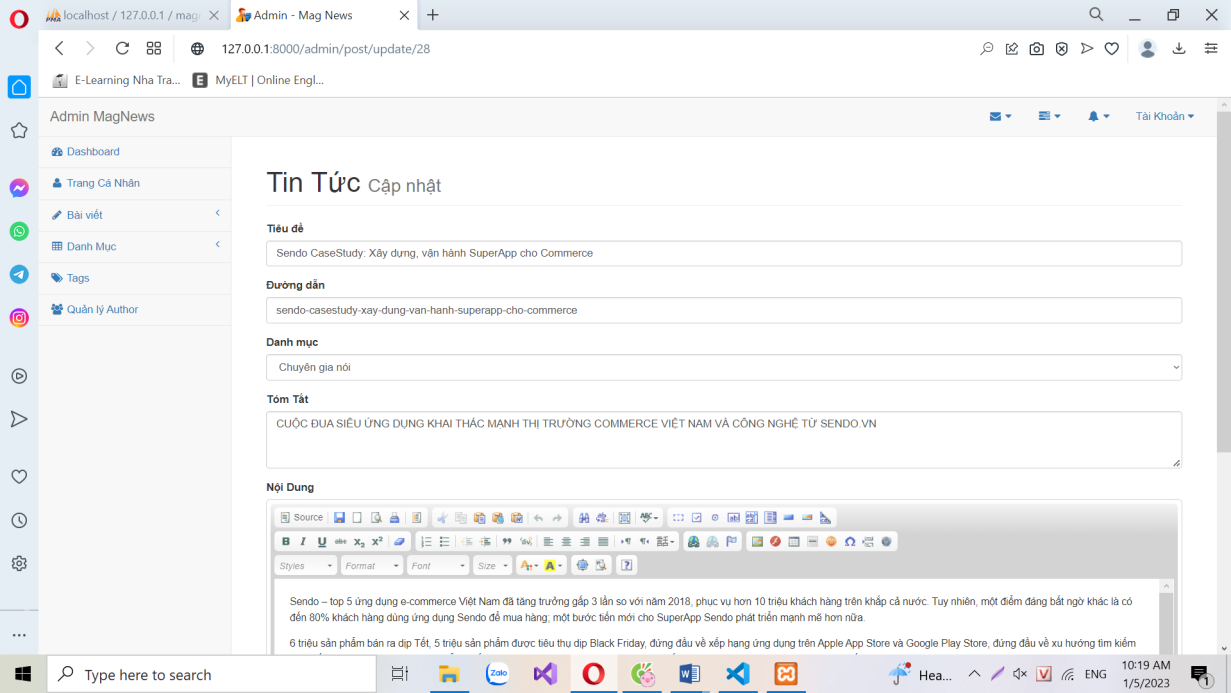 localhost / 127.0.0.1 / mag
Admin - Mag News
127.0.0.1:8000/admin/post/update/28
E-Learning Nha Tra...
E
MyELT | Online Engl...
Admin MagNews
Tài Khoản
Dashboard
Trang Cá Nhân
Bài viết
Danh Mục
Tags
Quản lý Author
Tin Tức Cập nhật
Tiêu đề
Sendo CaseStudy: Xây dựng, vận hành SuperApp cho Commerce
Đường dẫn
sendo-casestudy-xay-dung-van-hanh-superapp-cho-commerce
Danh mục
Chuyên gia nói
Tóm Tắt
CUỘC ĐUA SIÊU ỨNG DỤNG KHAI THÁC MẠNH THỊ TRƯỜNG COMMERCE VIỆT NAM VÀ CÔNG NGHỆ TỪ SENDO.VN
Nội Dung
Source
B I U abc x₂ x²
Styles Format Font Size
Sendo – top 5 ứng dụng e-commerce Việt Nam đã tăng trưởng gấp 3 lần so với năm 2018, phục vụ hơn 10 triệu khách hàng trên khắp cả nước. Tuy nhiên, một điểm đáng bất ngờ khác là có
đến 80% khách hàng dùng ứng dụng Sendo để mua hàng; một bước tiến mới cho SuperApp Sendo phát triển mạnh mẽ hơn nữa.
6 triệu sản phẩm bán ra dịp Tết, 5 triệu sản phẩm được tiêu thụ dịp Black Friday, đứng đầu về xếp hạng ứng dụng trên Apple App Store và Google Play Store, đứng đầu về xu hướng tìm kiếm
Type here to search
Zalo
Hea...
ENG
10:19 AM
1/5/2023
1